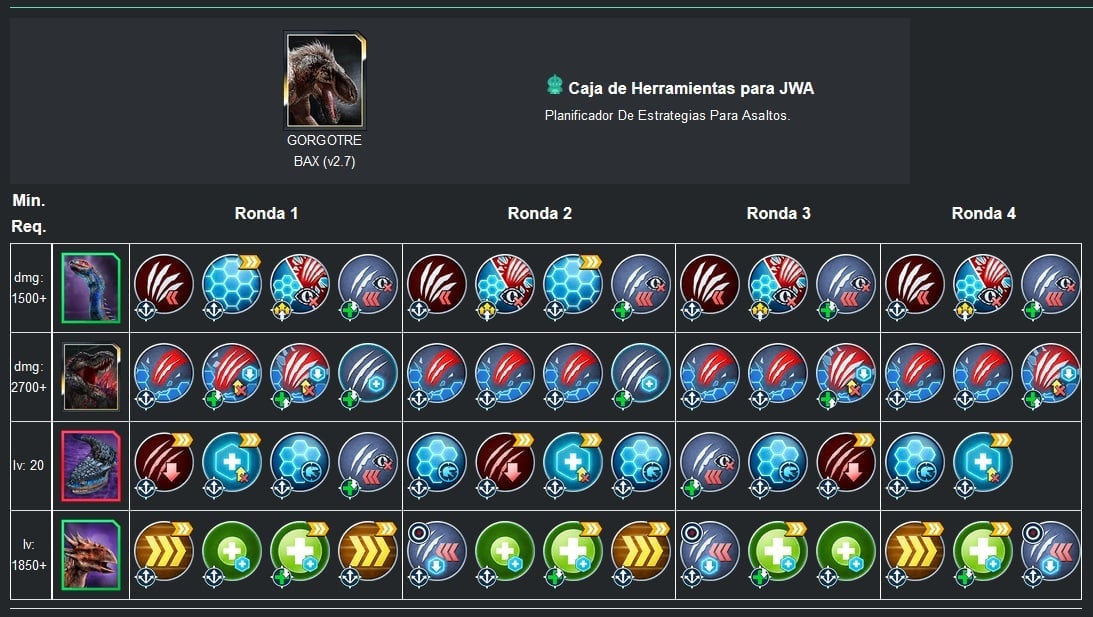 GORGOTRE
BAX (v2.7)
Caja de Herramientas para JWA
Planificador De Estrategias Para Asaltos.
Mín.
Req.
Ronda 1
Ronda 2
Ronda 3
Ronda 4
dmg:
1500+
dmg:
2700+
lv: 20
lv:
1850+